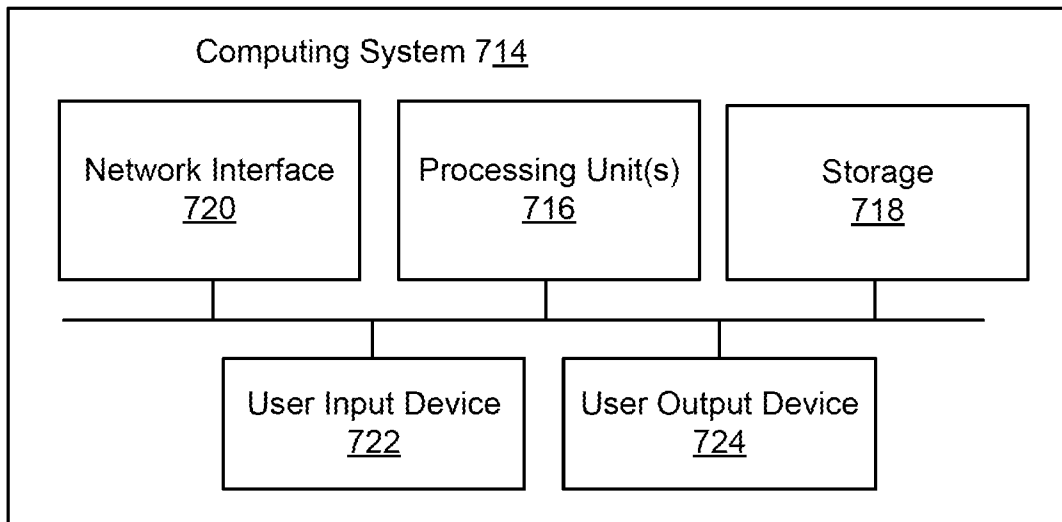 Computing System 714
Network Interface
720
Processing Unit(s)
716
Storage
718
User Input Device
722
User Output Device
724